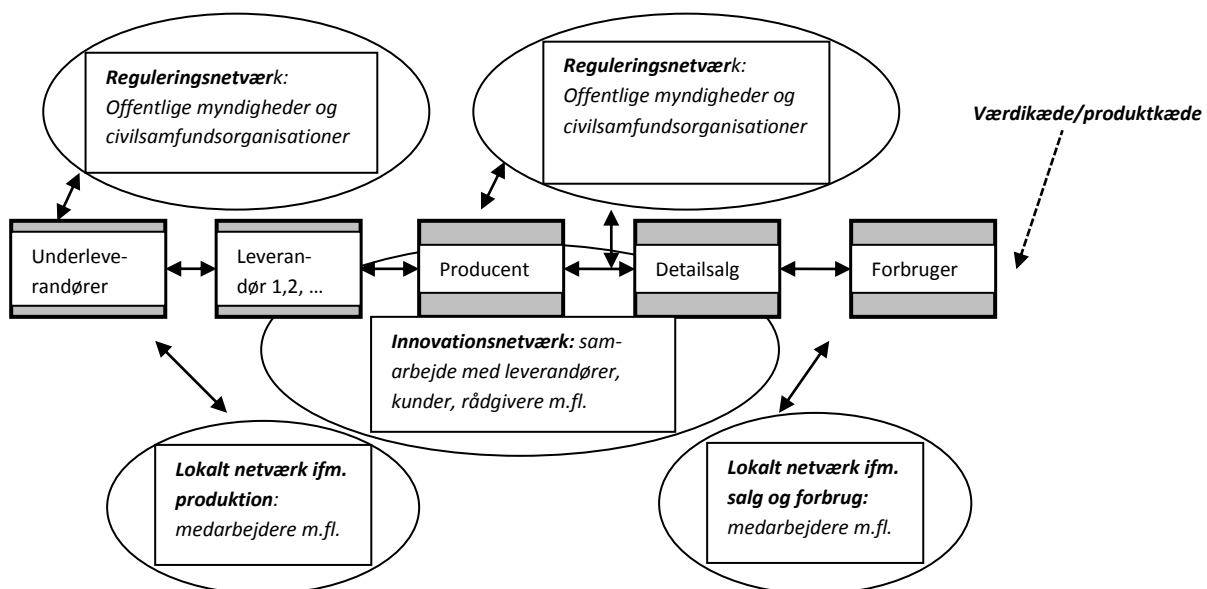 Reguleringsnetværk:
Offentlige myndigheder og
civilsamfundsorganisationer
Reguleringsnetværk:
Offentlige myndigheder og
civilsamfundsorganisationer
Værdikæde/produktkæde
Underleve-
randører
Leveran-
dør 1,2, ...
Producent
Detailsalg
Forbruger
Innovationsnetværk: sam-
arbejde med leverandører,
kunder, rådgivere m.fl.
Lokalt netværk ifm.
produktion:
medarbejdere m.fl.
Lokalt netværk ifm.
salg og forbrug:
medarbejdere m.fl.